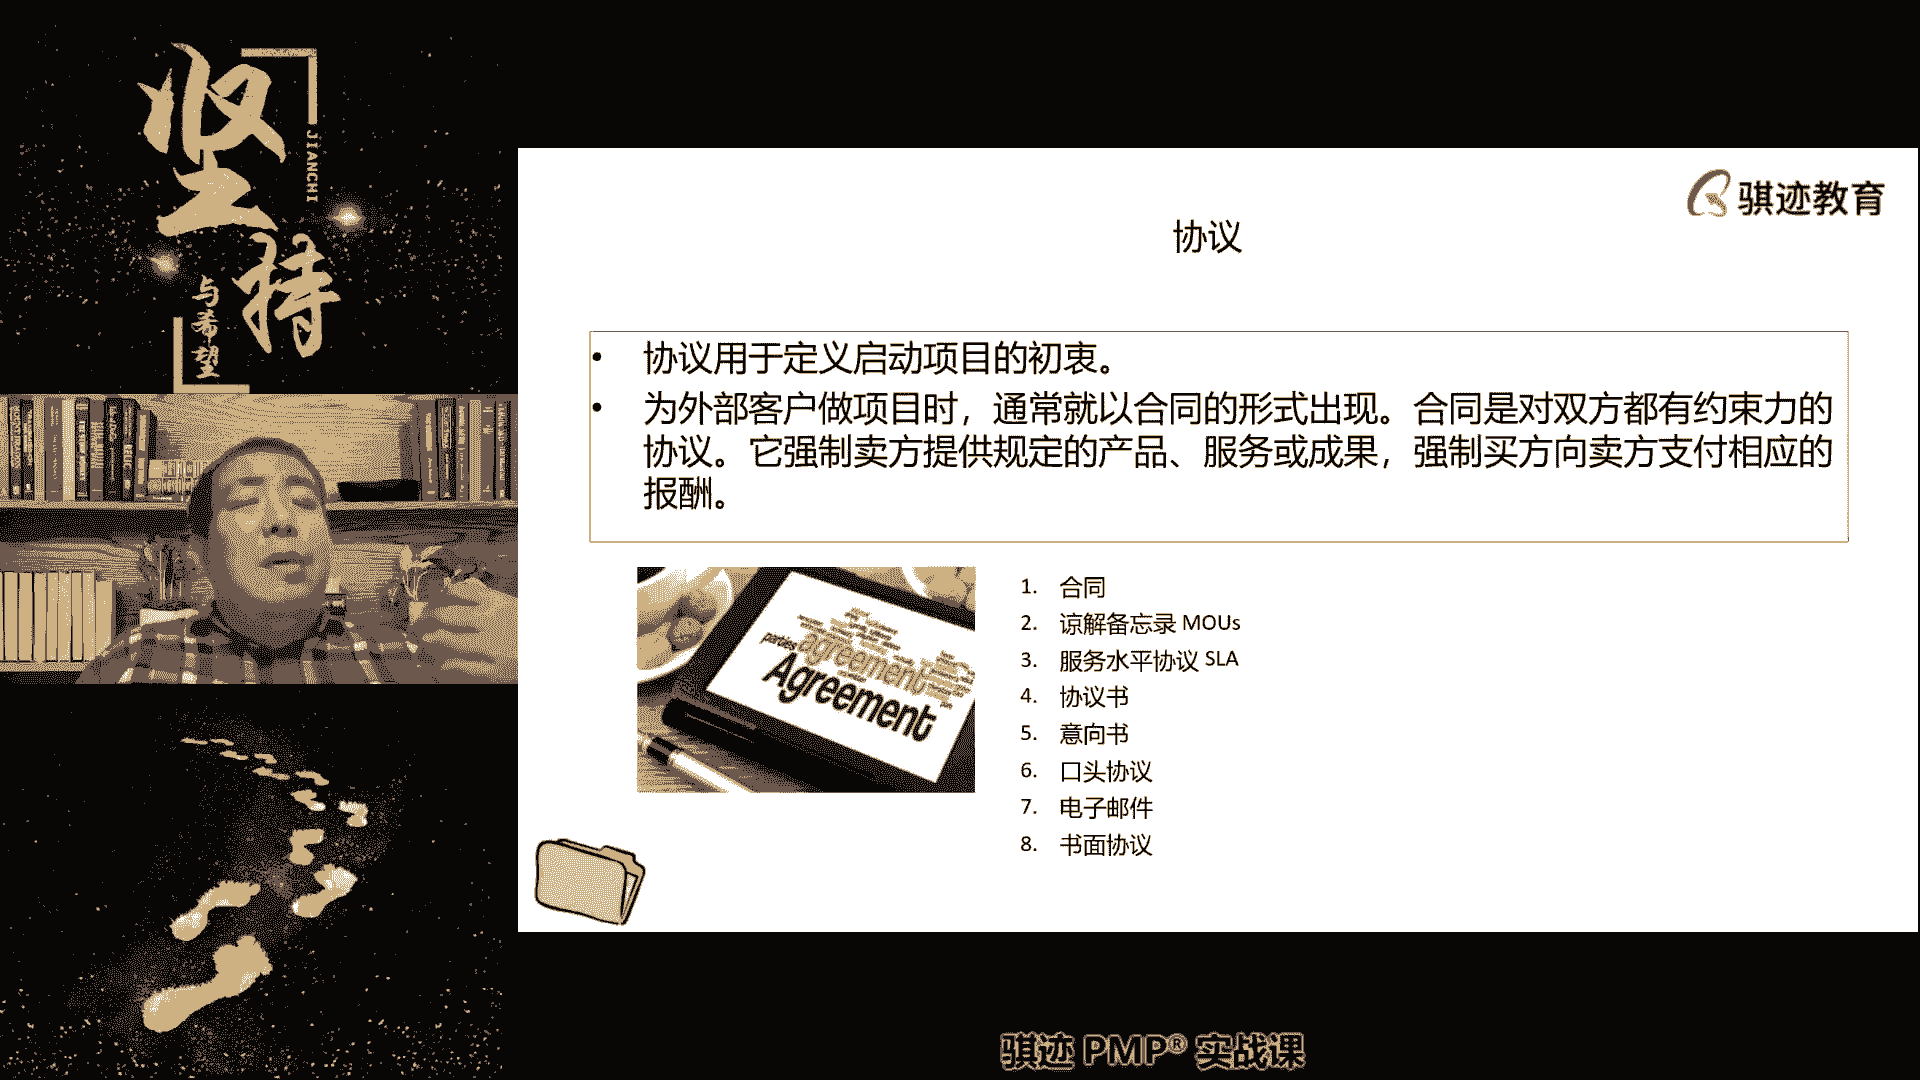 坚持
JIANCHI
与希望
骐迹教育
协议
• 协议用于定义启动项目的初衷。
• 为外部客户做项目时，通常就以合同的形式出现。合同是对双方都有约束力的
协议。它强制卖方提供规定的产品、服务或成果，强制买方向卖方支付相应的
报酬。
parties
agreement
Agreement
1. 合同
2. 谅解备忘录 MOUs
3. 服务水平协议 SLA
4. 协议书
5. 意向书
6. 口头协议
7. 电子邮件
8. 书面协议
骐迹 PMP® 实战课